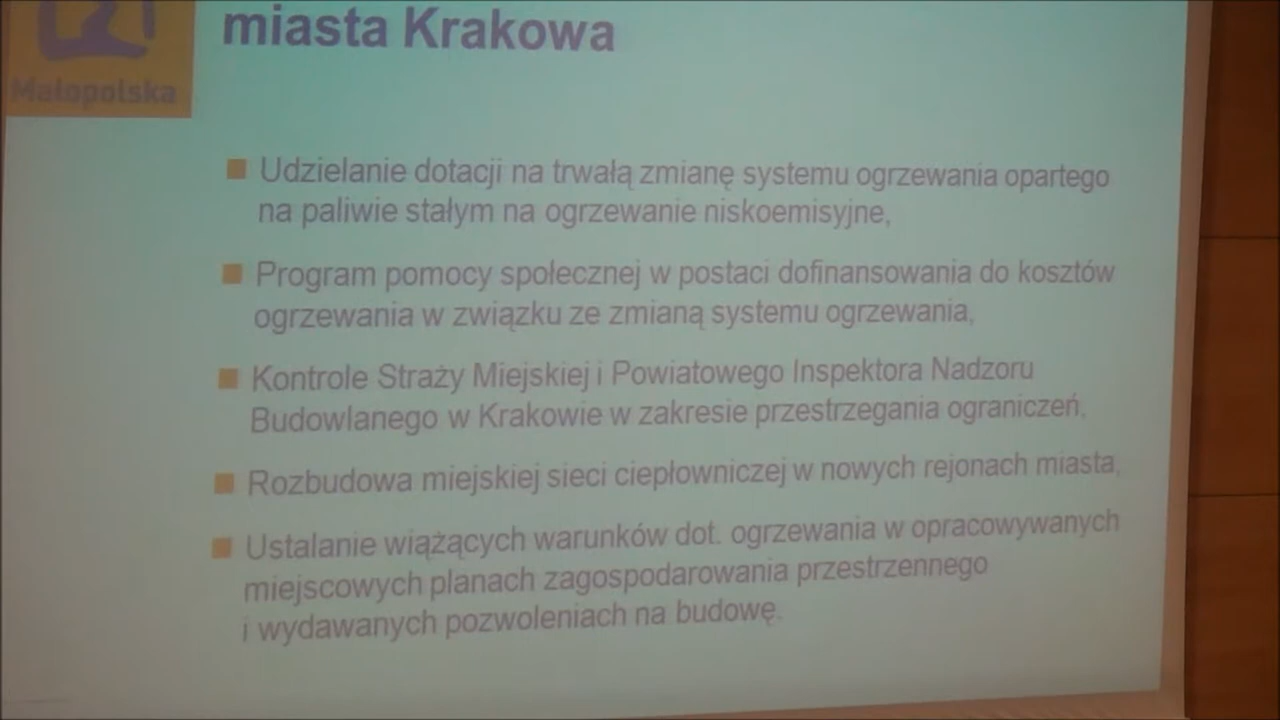 miasta Krakowa
Małopolska
Udzielanie dotacji na trwałą zmianę systemu ogrzewania opartego
na paliwie stałym na ogrzewanie niskoemisyjne,
Program pomocy społecznej w postaci dofinansowania do kosztów
ogrzewania w związku ze zmianą systemu ogrzewania,
Kontrole Straży Miejskiej i Powiatowego Inspektora Nadzoru
Budowlanego w Krakowie w zakresie przestrzegania ograniczeń,
Rozbudowa miejskiej sieci ciepłowniczej w nowych rejonach miasta,
Ustalanie wiążących warunków dot. ogrzewania w opracowywanych
miejscowych planach zagospodarowania przestrzennego
i wydawanych pozwoleniach na budowę.